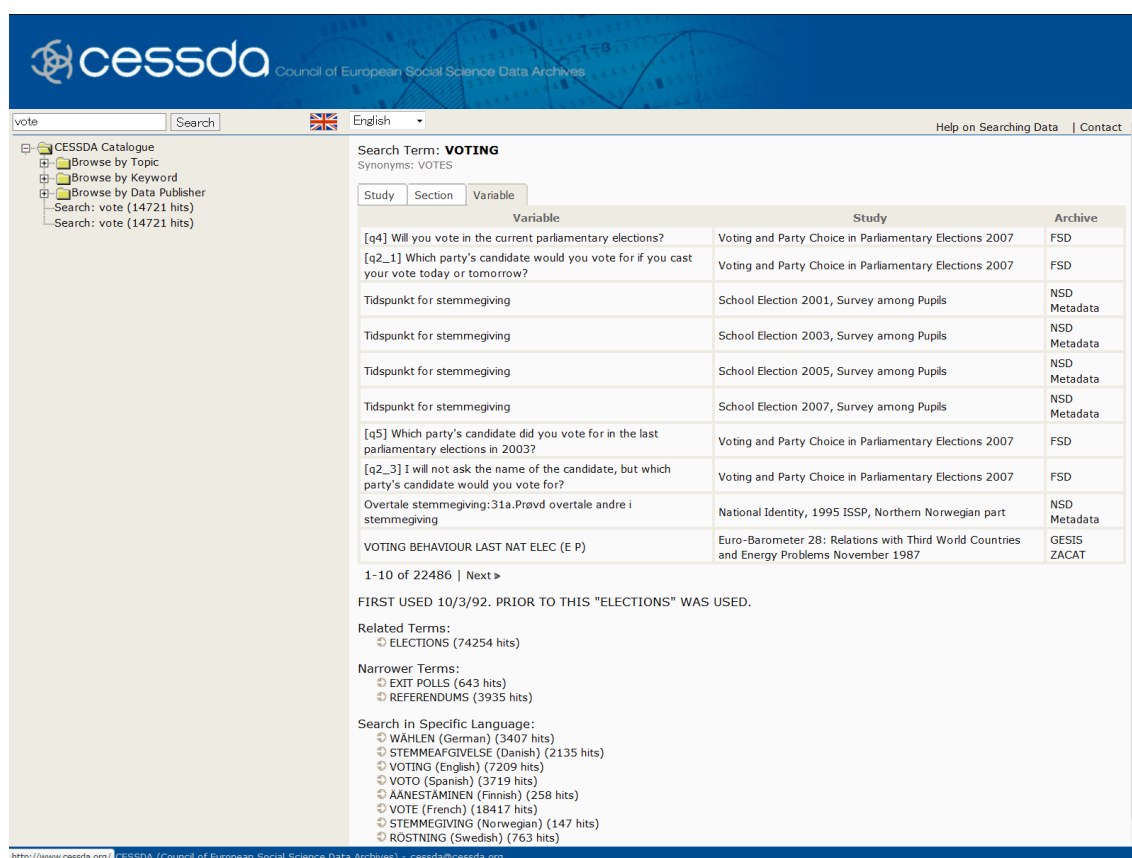 cessda Council of European Social Science Data Archives
vote Search English
Help on Searching Data | Contact
CESSDA Catalogue
Browse by Topic
Browse by Keyword
Browse by Data Publisher
Search: vote (14721 hits)
Search: vote (14721 hits)
Search Term: VOTING
Synonyms: VOTES
Study Section Variable
Variable Study Archive
[q4] Will you vote in the current parliamentary elections? Voting and Party Choice in Parliamentary Elections 2007 FSD
[q2_1] Which party's candidate would you vote for if you cast
your vote today or tomorrow? Voting and Party Choice in Parliamentary Elections 2007 FSD
Tidspunkt for stemmegiving School Election 2001, Survey among Pupils NSD
Metadata
Tidspunkt for stemmegiving School Election 2003, Survey among Pupils NSD
Metadata
Tidspunkt for stemmegiving School Election 2005, Survey among Pupils NSD
Metadata
Tidspunkt for stemmegiving School Election 2007, Survey among Pupils NSD
Metadata
[q5] Which party's candidate did you vote for in the last
parliamentary elections in 2003? Voting and Party Choice in Parliamentary Elections 2007 FSD
[q2_3] I will not ask the name of the candidate, but which
party's candidate would you vote for? Voting and Party Choice in Parliamentary Elections 2007 FSD
Overtale stemmegiving:31a.Prøvd overtale andre i
stemmegiving National Identity, 1995 ISSP, Northern Norwegian part NSD
Metadata
VOTING BEHAVIOUR LAST NAT ELEC (E P) Euro-Barometer 28: Relations with Third World Countries
and Energy Problems November 1987 GESIS
ZACAT
1-10 of 22486 | Next
FIRST USED 10/3/92. PRIOR TO THIS "ELECTIONS" WAS USED.
Related Terms:
ELECTIONS (74254 hits)
Narrower Terms:
EXIT POLLS (643 hits)
REFERENDUMS (3935 hits)
Search in Specific Language:
WÄHLEN (German) (3407 hits)
STEMMEAFGIVELSE (Danish) (2135 hits)
VOTING (English) (7209 hits)
VOTO (Spanish) (3719 hits)
ÄÄNESTÄMINEN (Finnish) (258 hits)
VOTE (French) (18417 hits)
STEMMEGIVING (Norwegian) (147 hits)
RÖSTNING (Swedish) (763 hits)
http://www.cessda.org/ CESSDA (Council of European Social Science Data Archives) - cessda@cessda.org